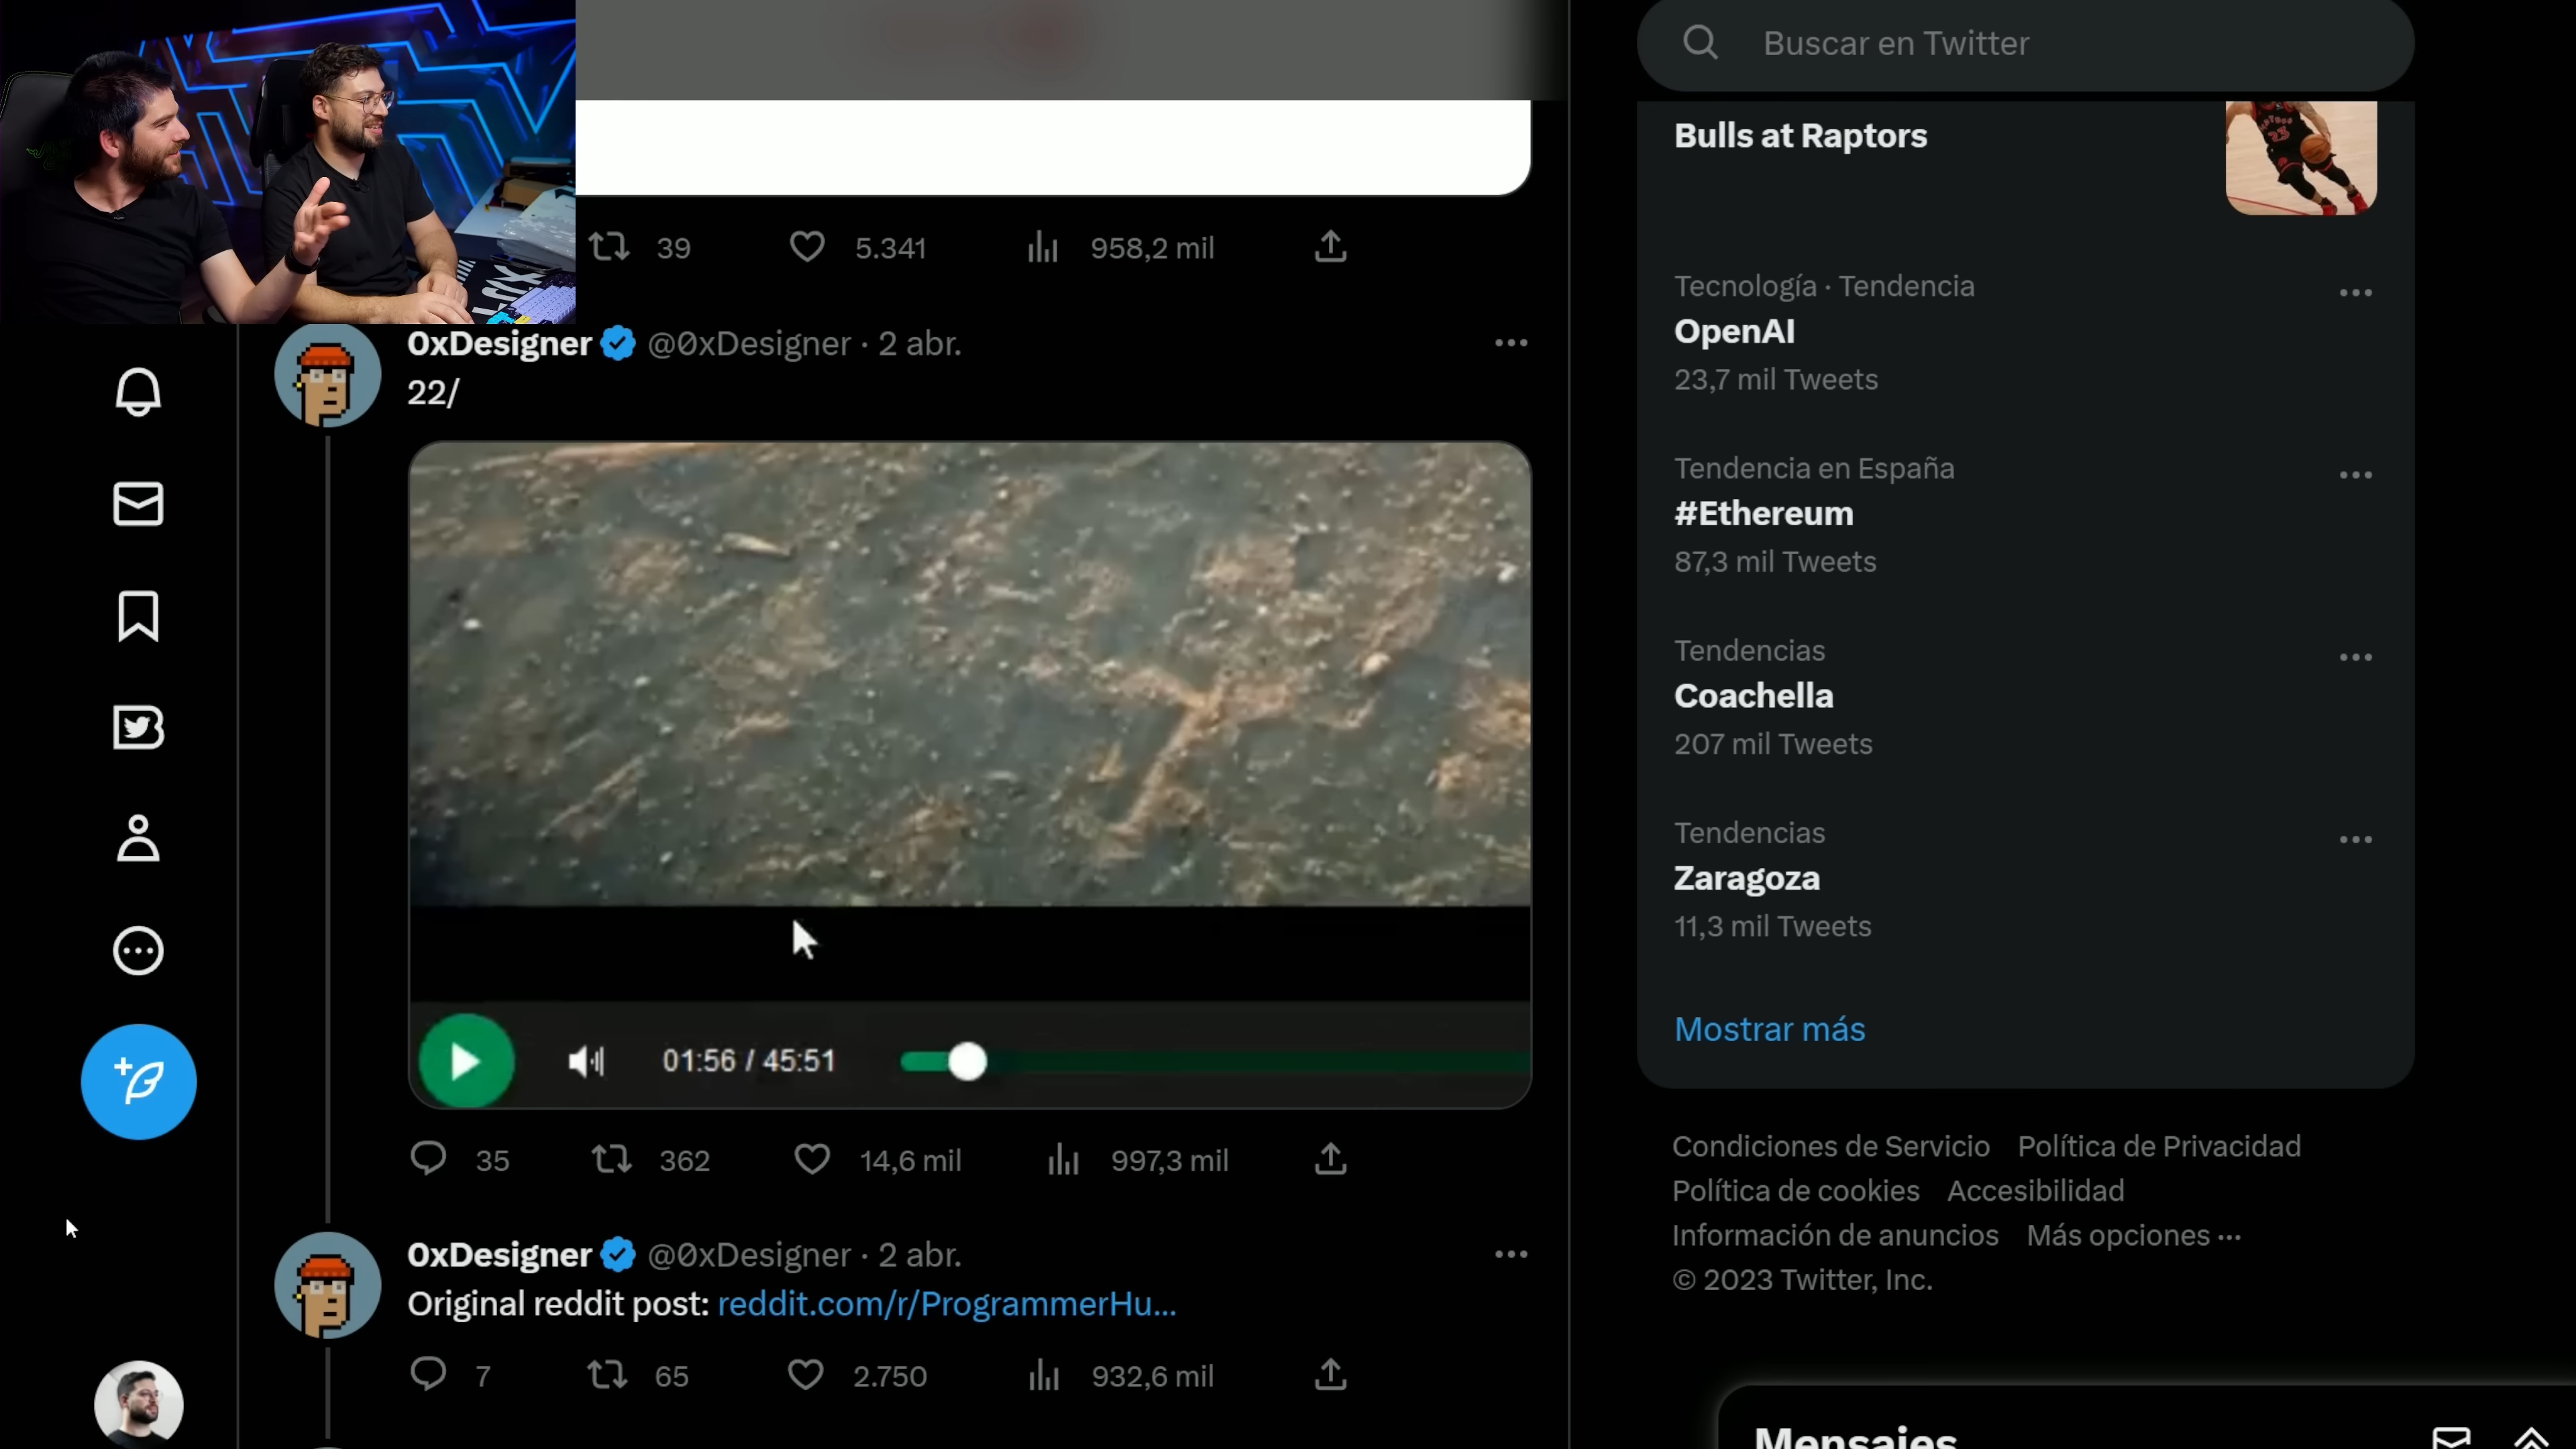 Buscar en Twitter
Bulls at Raptors
39 5.341 958,2 mil
0xDesigner @0xDesigner · 2 abr.
22/
01:56 / 45:51
35 362 14,6 mil 997,3 mil
0xDesigner @0xDesigner · 2 abr.
Original reddit post: reddit.com/r/ProgrammerHu...
7 65 2.750 932,6 mil
Tecnología · Tendencia
OpenAI
23,7 mil Tweets
Tendencia en España
#Ethereum
87,3 mil Tweets
Tendencias
Coachella
207 mil Tweets
Tendencias
Zaragoza
11,3 mil Tweets
Mostrar más
Condiciones de Servicio Política de Privacidad
Política de cookies Accesibilidad
Información de anuncios Más opciones ···
© 2023 Twitter, Inc.
Mensajes